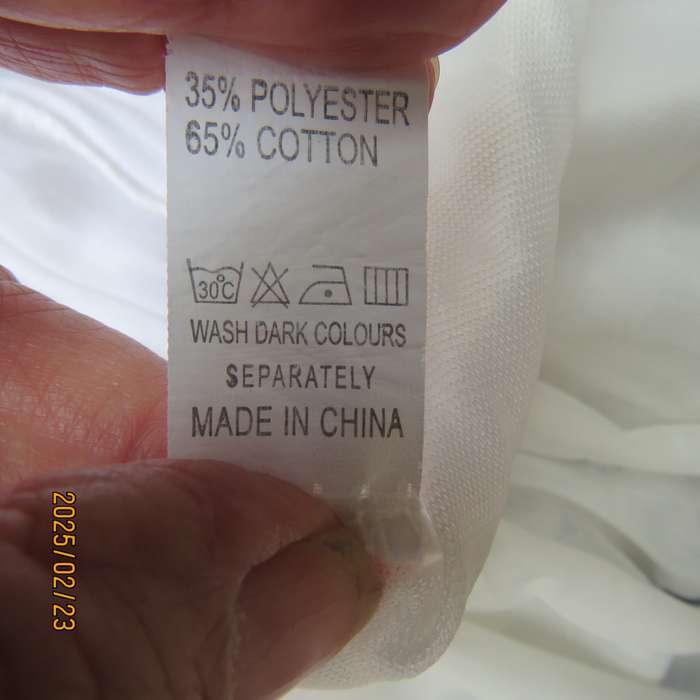 35% POLYESTER
65% COTTON
30°C
WASH DARK COLOURS
SEPARATELY
MADE IN CHINA
2025/02/23